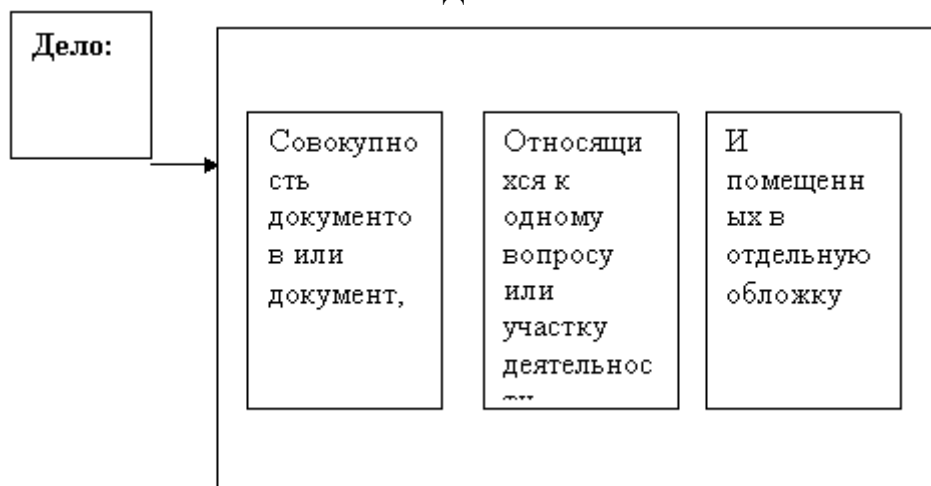 Дело:
Совокупно
сть
документо
в или
документ,
Относящи
хся к
одному
вопросу
или
участку
деятельнос
И
помещенн
ых в
отдельную
обложку